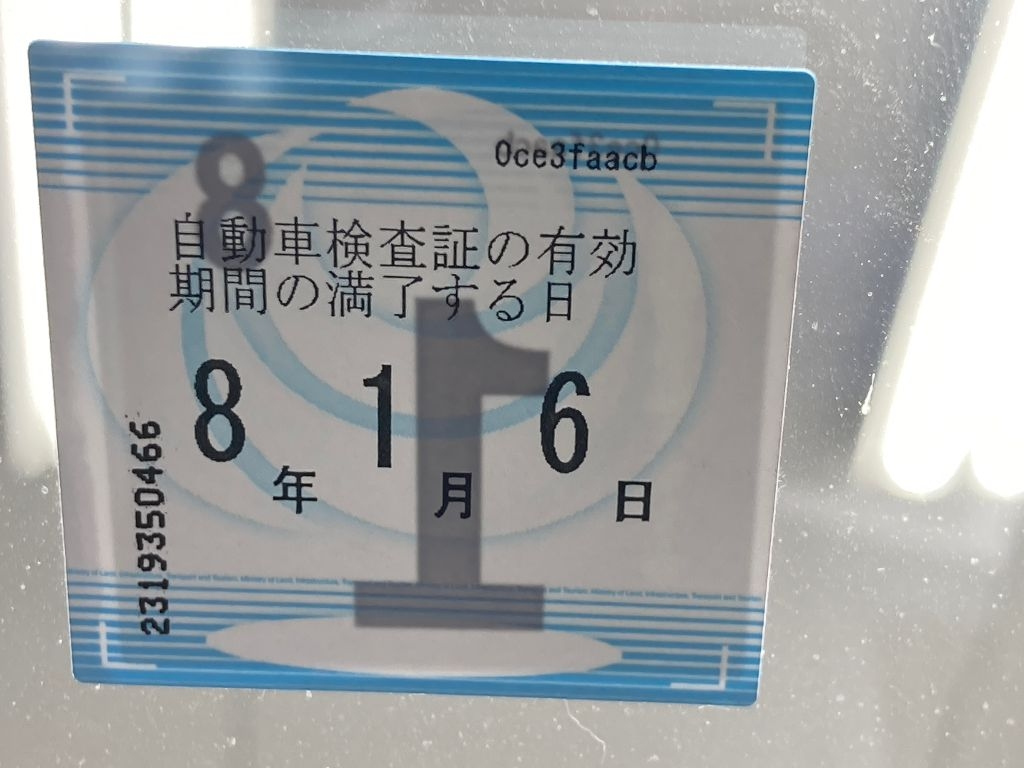 8
0ce3faacb
自動車検査証の有効
期間の満了する日
8年1月6日
2319350466
1